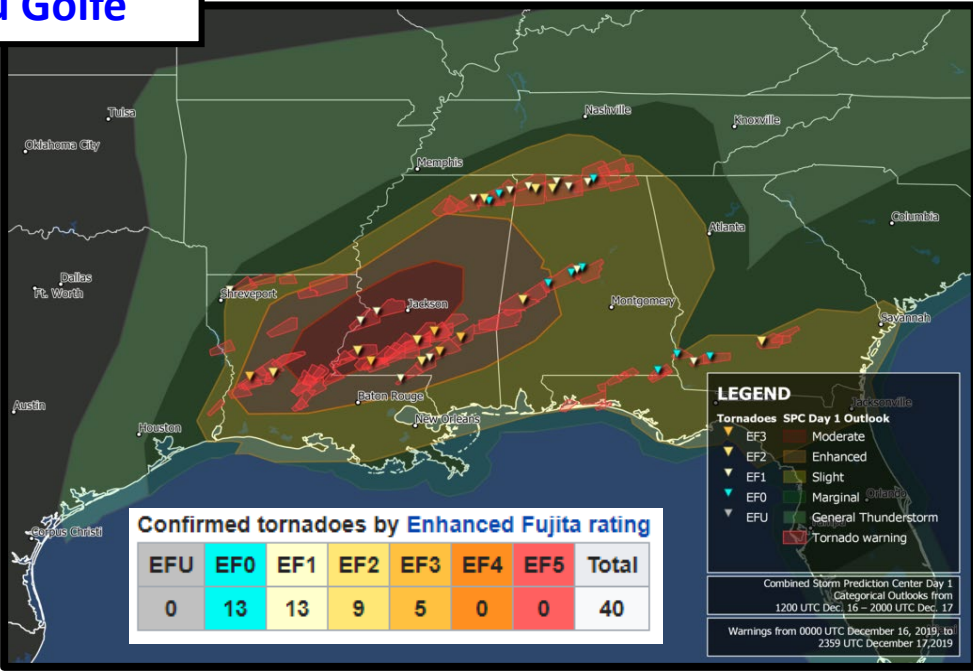 u Golfe
Tulsa
Nashville
Knoxville
Oklahoma City
Memphis
Columbia
Atlanta
Dallas
Ft. Worth
Shreveport
Jackson
Montgomery
Savannah
Baton Rouge
Austin
New Orleans
Houston
Jacksonville
Corpus Christi
Orlando
LEGEND
Tornadoes SPC Day 1 Outlook
EF3 Moderate
EF2 Enhanced
EF1 Slight
EF0 Marginal
EFU General Thunderstorm
Tornado warning
Confirmed tornadoes by Enhanced Fujita rating
EFU EF0 EF1 EF2 EF3 EF4 EF5 Total
0 13 13 9 5 0 0 40
Combined Storm Prediction Center Day 1
Categorical Outlooks from
1200 UTC Dec. 16 – 2000 UTC Dec. 17
Warnings from 0000 UTC December 16, 2019, to
2359 UTC December 17,2019